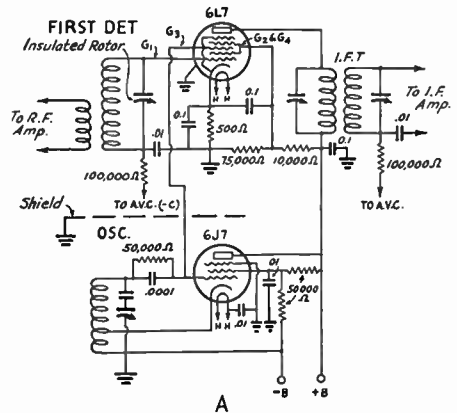 FIRST DET
Insulated Rotor
6L7
G1
G3
G2 & G4
I.F.T
To R.F.
Amp.
To I.F.
Amp.
H H
0.1
0.1
500Ω
.01
75,000Ω
10,000Ω
0.1
.01
100,000Ω
100,000Ω
TO A.V.C. (-C)
TO A.V.C.
Shield
OSC.
50,000Ω
6J7
.0001
.01
50000
Ω
H H
.01
-B
+B
A